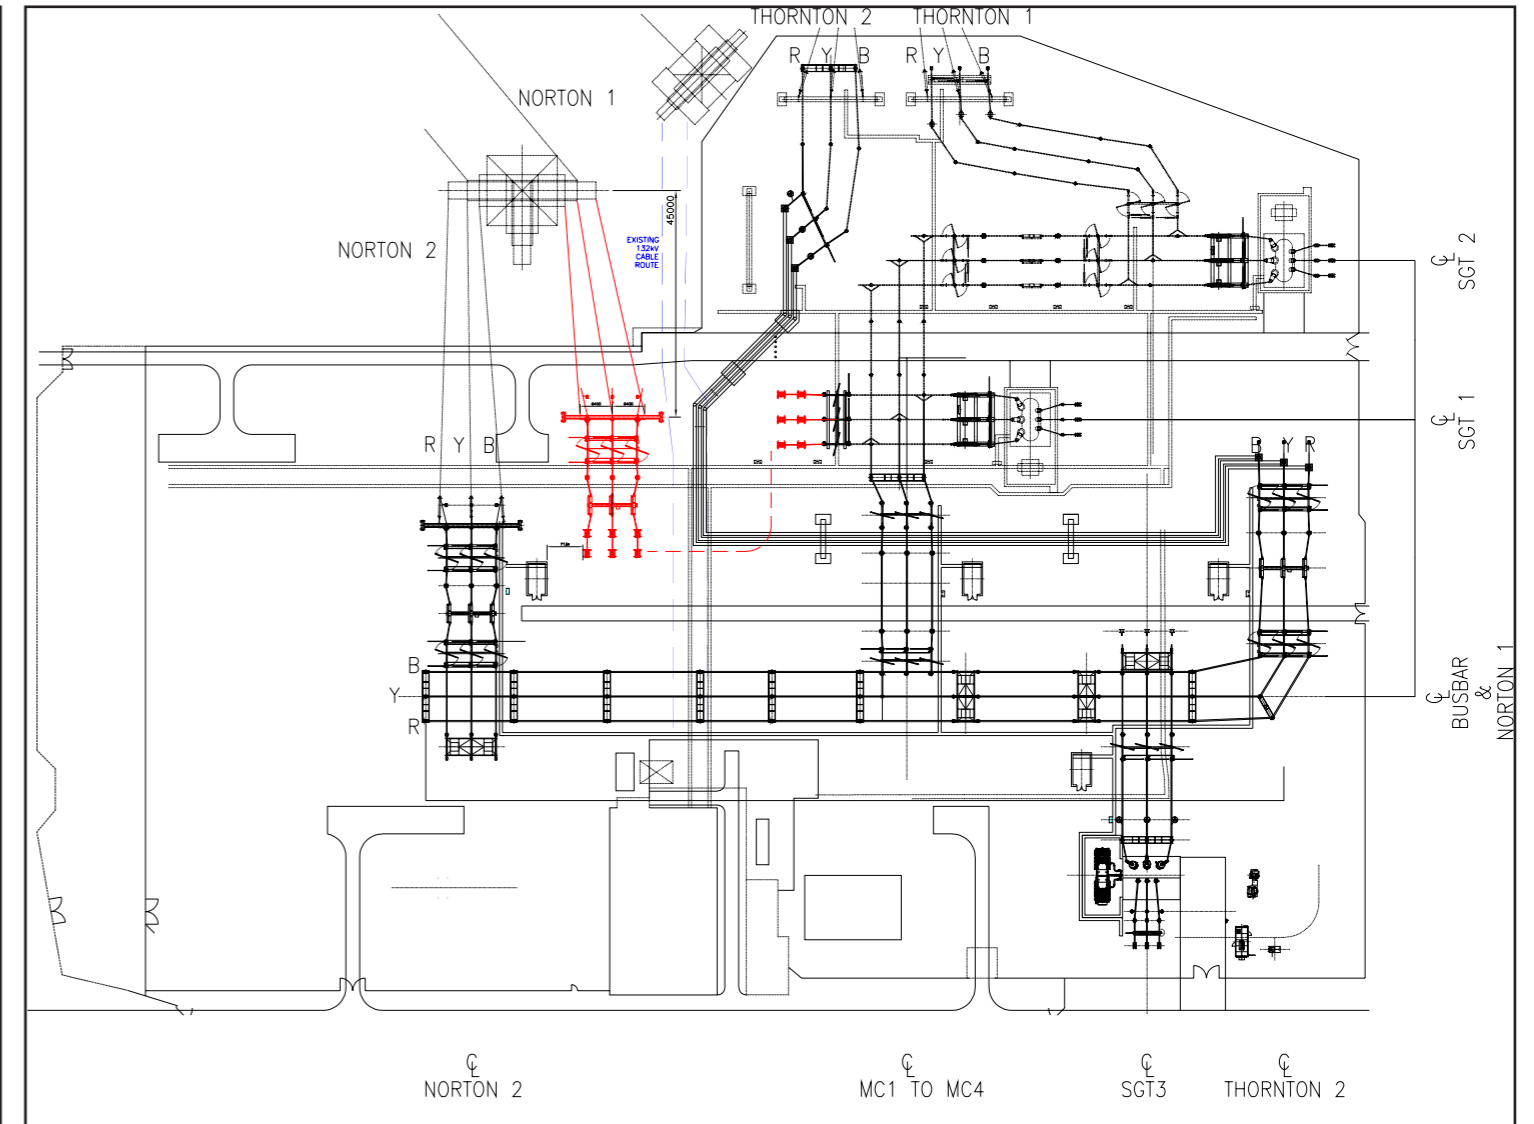 THORNTON 2
THORNTON 1
R Y B
R Y B
NORTON 1
45000
EXISTING
132kV
CABLE
ROUTE
NORTON 2
℄
SGT 2
℄
SGT 1
R Y B
B Y R
B
Y
R
℄
BUSBAR
&
NORTON 1
℄
NORTON 2
℄
MC1 TO MC4
℄
SGT3
℄
THORNTON 2